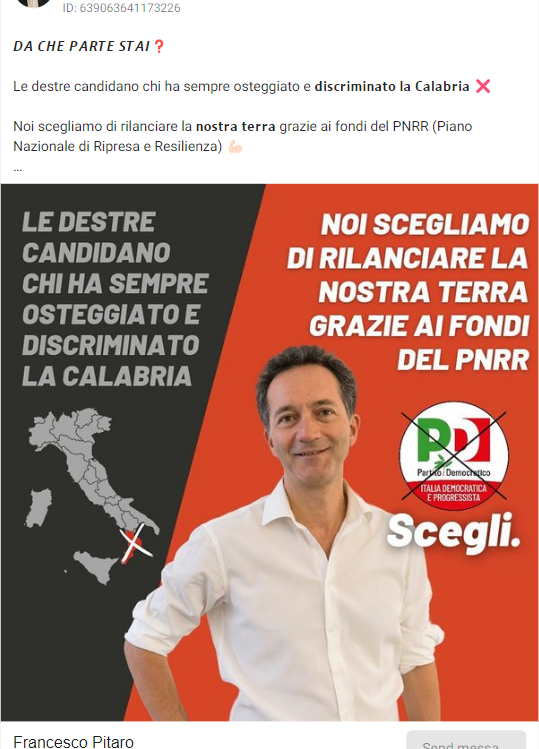 ID: 639063641173226
DA CHE PARTE STAI❓
Le destre candidano chi ha sempre osteggiato e discriminato la Calabria ❌
Noi scegliamo di rilanciare la nostra terra grazie ai fondi del PNRR (Piano
Nazionale di Ripresa e Resilienza) 💪🏻
...
LE DESTRE
CANDIDANO
CHI HA SEMPRE
OSTEGGIATO E
DISCRIMINATO
LA CALABRIA
NOI SCEGLIAMO
DI RILANCIARE LA
NOSTRA TERRA
GRAZIE AI FONDI
DEL PNRR
PD
Partito Democratico
ITALIA DEMOCRATICA
E PROGRESSISTA
Scegli.
Francesco Pitaro
Send messa...